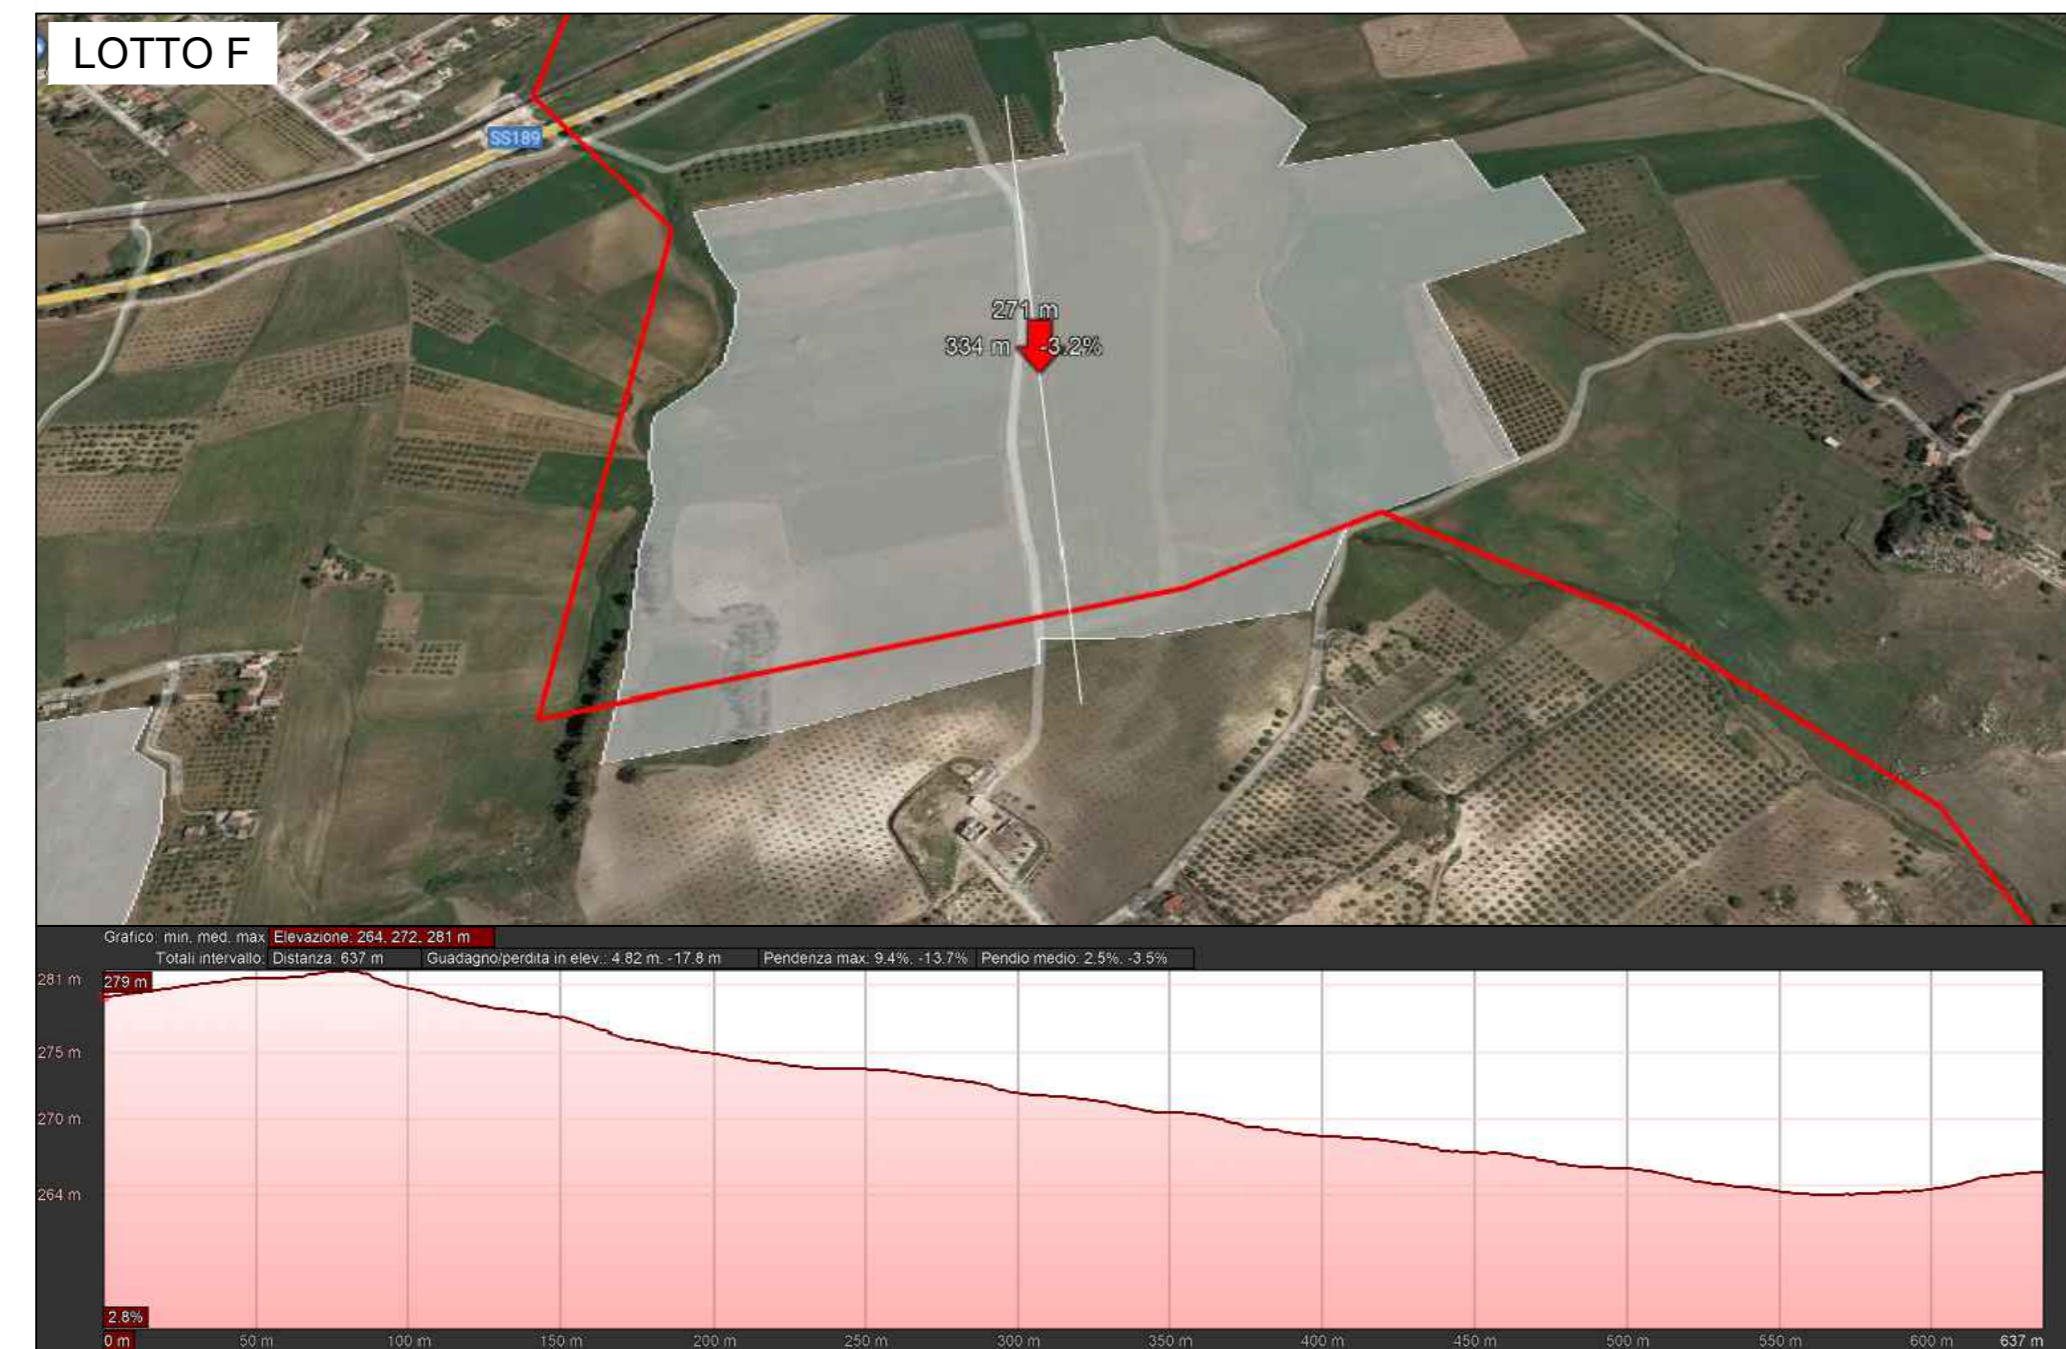 LOTTO F
SS189
271 m
334 m -3.2%
Grafico: min, med, max Elevazione: 264, 272, 281 m
Totali intervallo: Distanza: 637 m Guadagno/perdita in elev.: 4.82 m, -17.8 m Pendenza max: 9.4%, -13.7% Pendio medio: 2.5%, -3.5%
281 m
279 m
275 m
270 m
264 m
2.8%
0 m 50 m 100 m 150 m 200 m 250 m 300 m 350 m 400 m 450 m 500 m 550 m 600 m 637 m